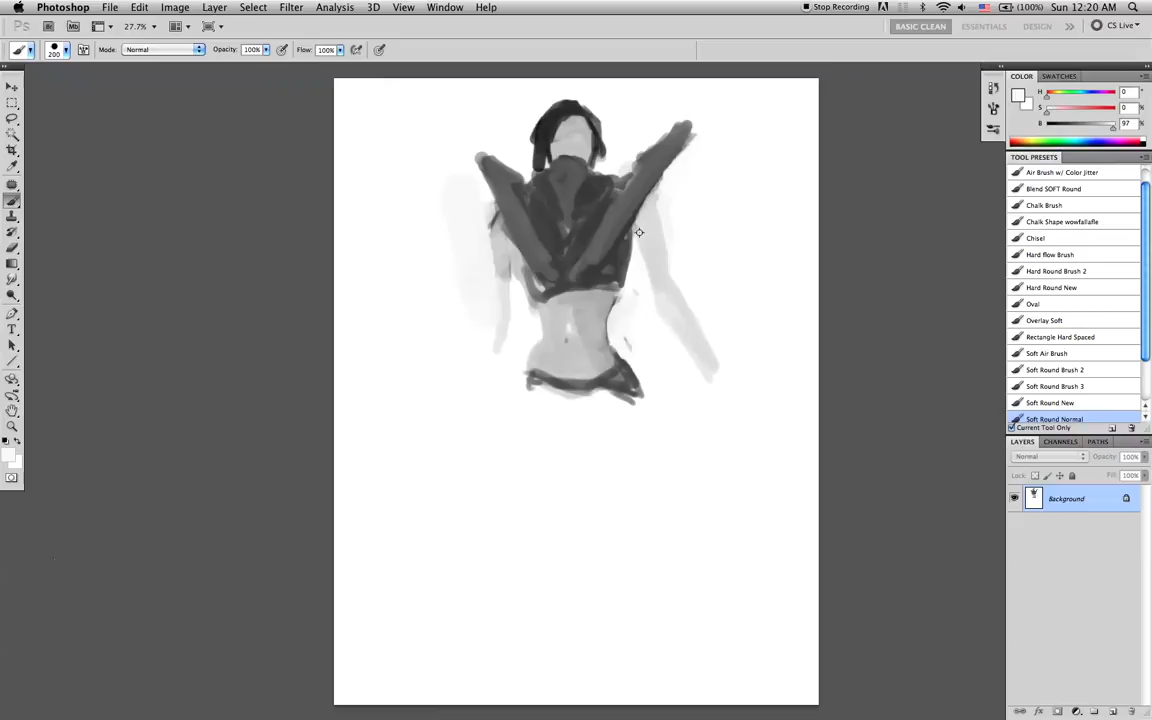 Photoshop File Edit Image Layer Select Filter Analysis 3D View Window Help Stop Recording (100%) Sun 12:20 AM
Ps Br Mb 27.7% BASIC CLEAN ESSENTIALS DESIGN CS Live
200 Mode: Normal Opacity: 100% Flow: 100%
COLOR SWATCHES
H 0 °
S 0 %
B 97 %
TOOL PRESETS
Air Brush w/ Color Jitter
Blend SOFT Round
Chalk Brush
Chalk Shape wowfallafle
Chisel
Hard flow Brush
Hard Round Brush 2
Hard Round New
Oval
Overlay Soft
Rectangle Hard Spaced
Soft Air Brush
Soft Round Brush 2
Soft Round Brush 3
Soft Round New
Soft Round Normal
Current Tool Only
LAYERS CHANNELS PATHS
Normal Opacity: 100%
Lock: Fill: 100%
Background
fx